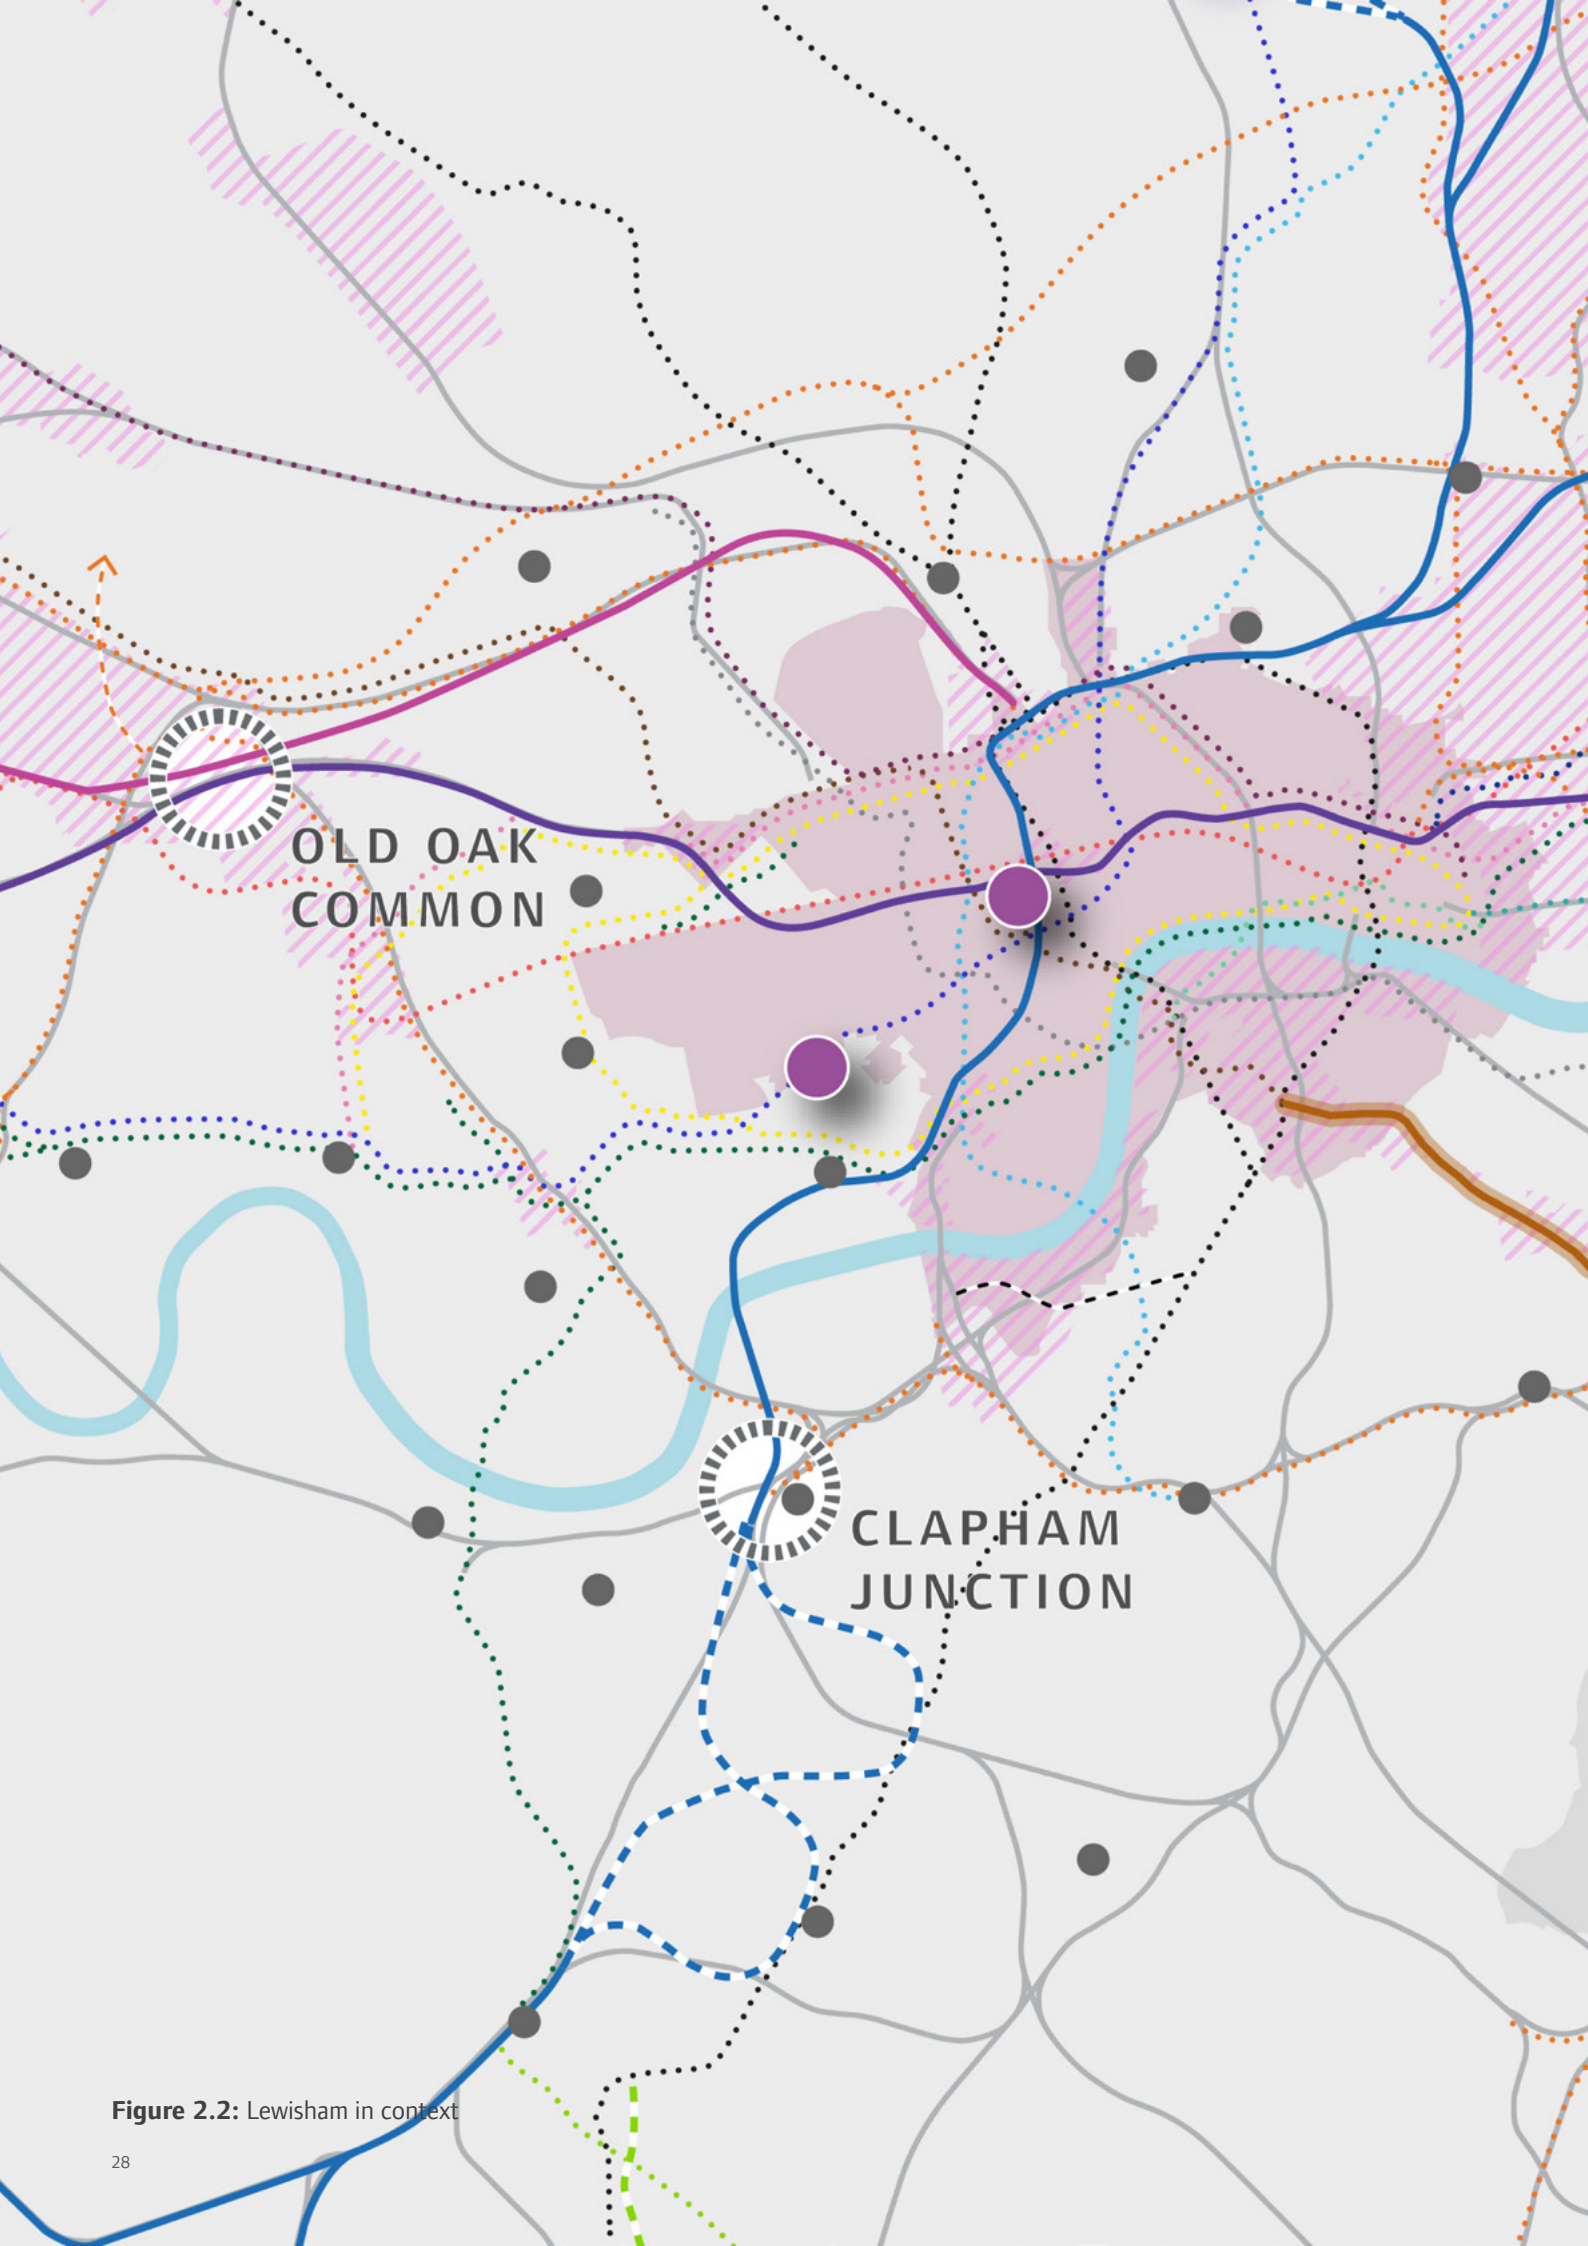 OLD OAK
COMMON
CLAPHAM
JUNCTION
Figure 2.2: Lewisham in context
28